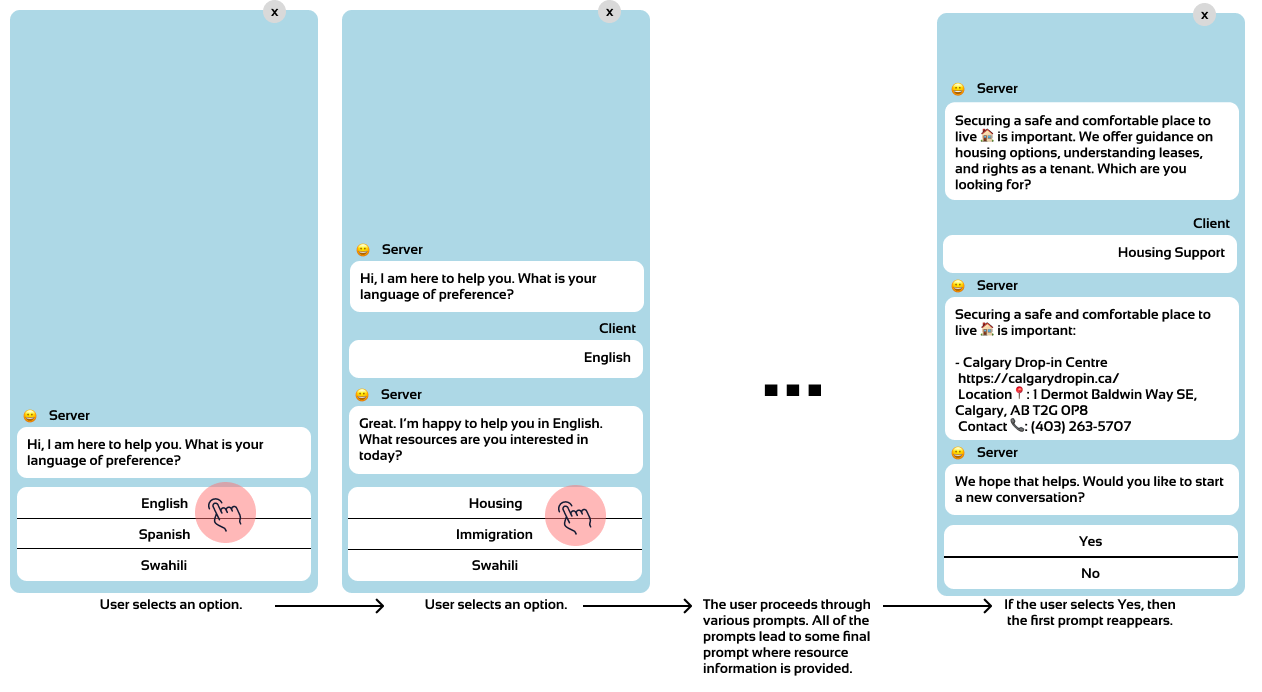 x
Server
Hi, I am here to help you. What is your
language of preference?
English
Spanish
Swahili
User selects an option.
x
Server
Hi, I am here to help you. What is your
language of preference?
Client
English
Server
Great. I'm happy to help you in English.
What resources are you interested in
today?
Housing
Immigration
Swahili
User selects an option.
The user proceeds through
various prompts. All of the
prompts lead to some final
prompt where resource
information is provided.
x
Server
Securing a safe and comfortable place to
live 🏠 is important. We offer guidance on
housing options, understanding leases,
and rights as a tenant. Which are you
looking for?
Client
Housing Support
Server
Securing a safe and comfortable place to
live 🏠 is important:
- Calgary Drop-in Centre
https://calgarydropin.ca/
Location📍: 1 Dermot Baldwin Way SE,
Calgary, AB T2G 0P8
Contact 📞: (403) 263-5707
Server
We hope that helps. Would you like to start
a new conversation?
Yes
No
If the user selects Yes, then
the first prompt reappears.